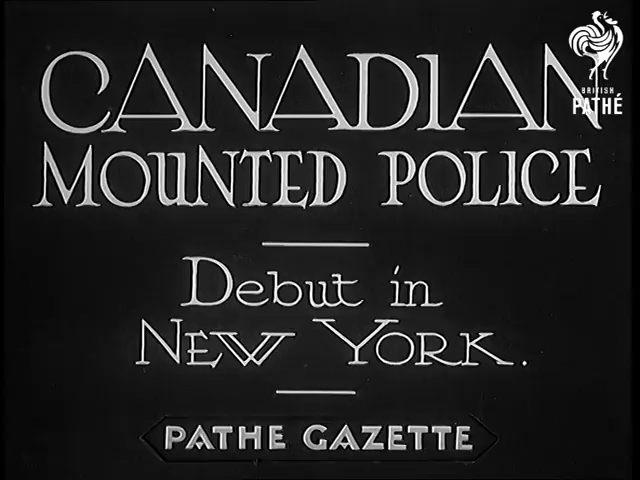 CANADIAN
MOUNTED POLICE
Debut in
NEW YORK.
PATHE GAZETTE
BRITISH
PATHÉ